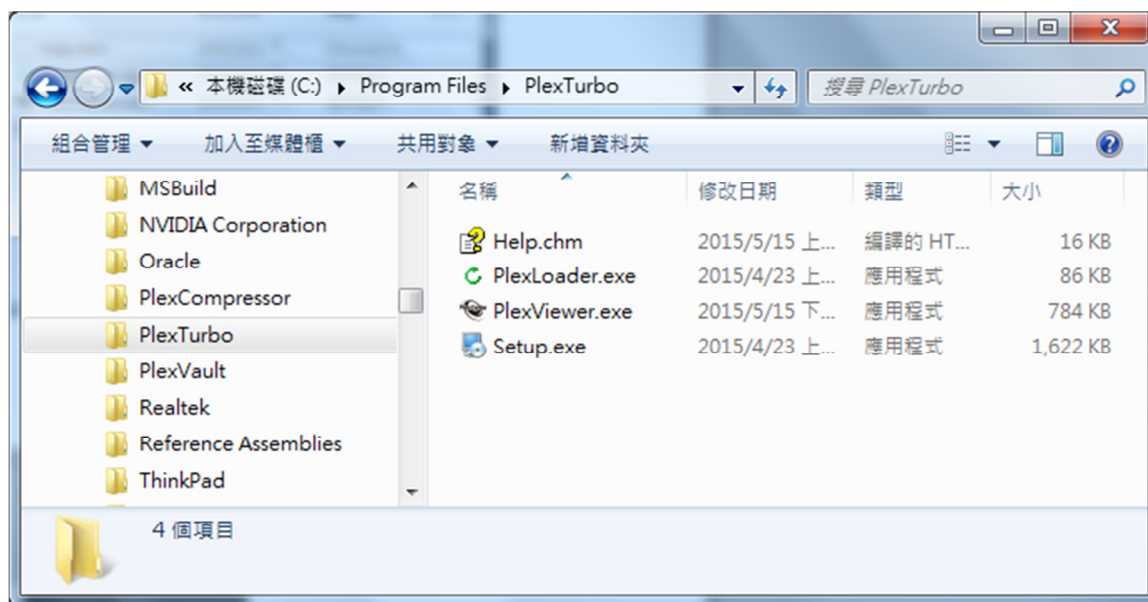 « 本機磁碟 (C:) ▸ Program Files ▸ PlexTurbo
搜尋 PlexTurbo
組合管理 加入至媒體櫃 共用對象 新增資料夾
MSBuild
NVIDIA Corporation
Oracle
PlexCompressor
PlexTurbo
PlexVault
Realtek
Reference Assemblies
ThinkPad
名稱 修改日期 類型 大小
Help.chm 2015/5/15 上... 編譯的 HT... 16 KB
PlexLoader.exe 2015/4/23 上... 應用程式 86 KB
PlexViewer.exe 2015/5/15 下... 應用程式 784 KB
Setup.exe 2015/4/23 上... 應用程式 1,622 KB
4 個項目